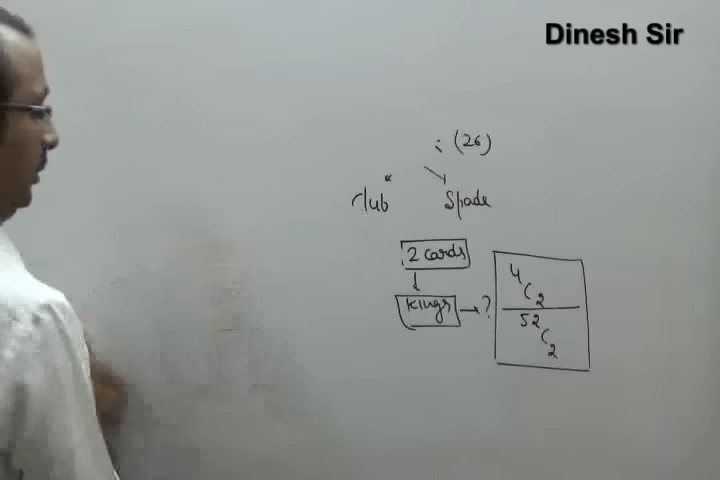 Dinesh Sir
: (26)
Club Spade
2 cards
↓
Kings → ? 4C2
52C2